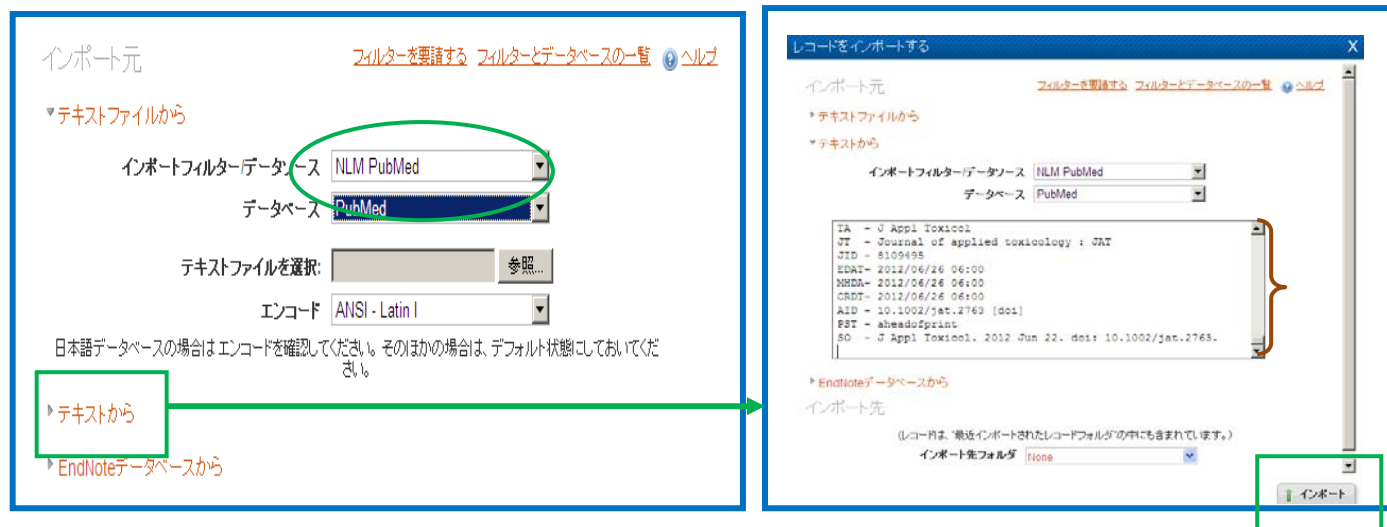 インポート元
フィルターを要請する フィルターとデータベースの一覧 ヘルプ
テキストファイルから
インポートフィルター/データソース NLM PubMed
データベース PubMed
テキストファイルを選択: 参照...
エンコード ANSI - Latin I
日本語データベースの場合はエンコードを確認してください。そのほかの場合は、デフォルト状態にしておいてくだ
さい。
テキストから
EndNoteデータベースから
レコードをインポートする X
インポート元
フィルターを要請する フィルターとデータベースの一覧 ヘルプ
テキストファイルから
テキストから
インポートフィルター/データソース NLM PubMed
データベース PubMed
TA - J Appl Toxicol
JT - Journal of applied toxicology : JAT
JID - 8109495
EDAT- 2012/06/26 06:00
MHDA- 2012/06/26 06:00
CRDT- 2012/06/26 06:00
AID - 10.1002/jat.2763 [doi]
PST - aheadofprint
SO - J Appl Toxicol. 2012 Jun 22. doi: 10.1002/jat.2763.
EndNoteデータベースから
インポート先
(レコードは、"最近インポートされたレコードフォルダ"の中にも含まれています。)
インポート先フォルダ None
インポート